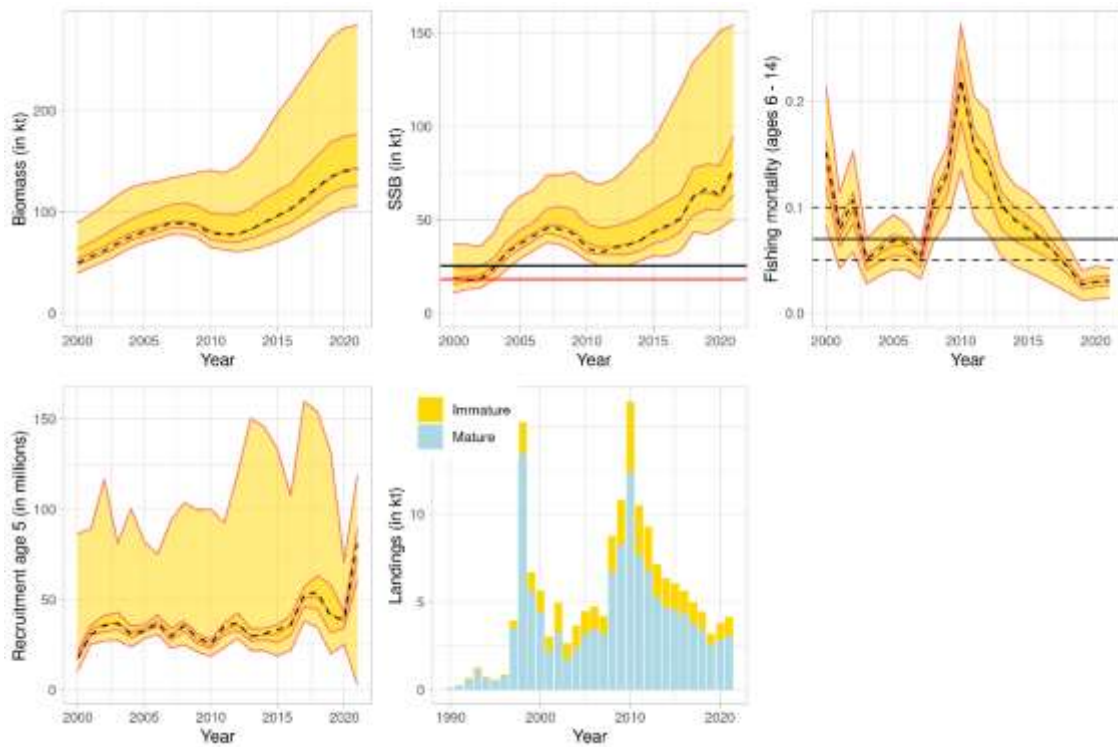 Biomass (in kt)
200
100
0
2000 2005 2010 2015 2020
Year
SSB (in kt)
150
100
50
0
2000 2005 2010 2015 2020
Year
Fishing mortality (ages 6 - 14)
0.2
0.1
0.0
2000 2005 2010 2015 2020
Year
Recruitment age 5 (in millions)
150
100
50
0
2000 2005 2010 2015 2020
Year
Immature
Mature
Landings (in kt)
10
5
0
1990 2000 2010 2020
Year